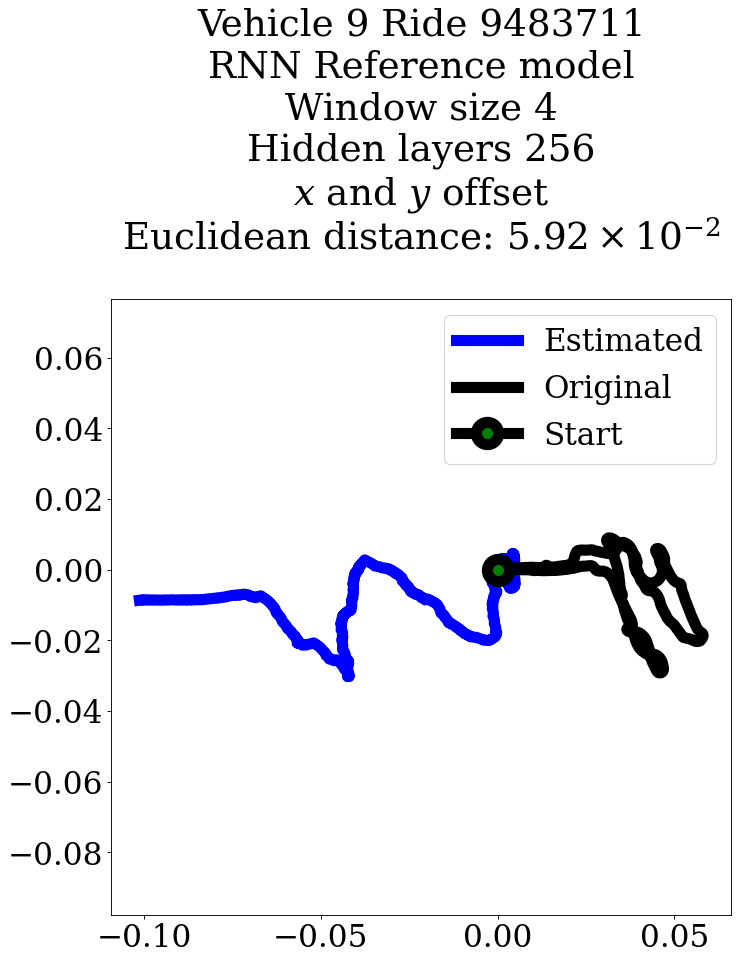 Vehicle 9 Ride 9483711
RNN Reference model
Window size 4
Hidden layers 256
x and y offset
Euclidean distance: 5.92 × 10⁻²
Estimated
Original
Start
0.06
0.04
0.02
0.00
−0.02
−0.04
−0.06
−0.08
−0.10 −0.05 0.00 0.05